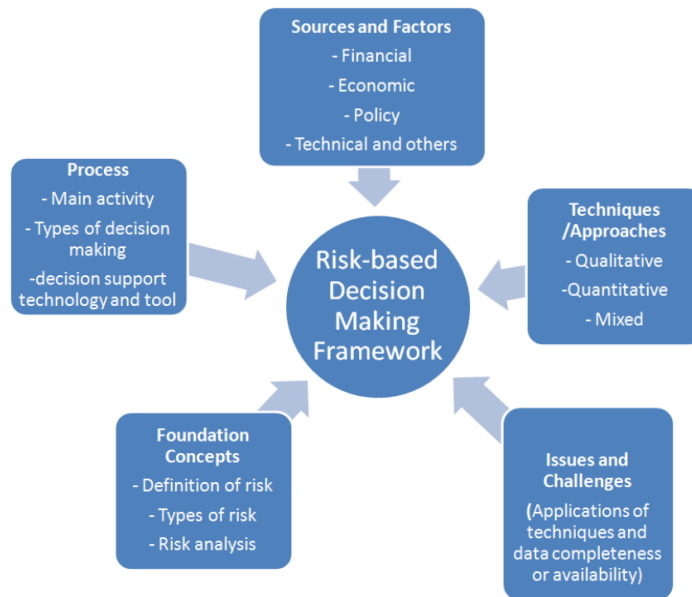 Sources and Factors
- Financial
- Economic
- Policy
- Technical and others
Process
- Main activity
- Types of decision
making
-decision support
technology and tool
Techniques
/Approaches
- Qualitative
-Quantitative
- Mixed
Risk-based
Decision
Making
Framework
Foundation
Concepts
- Definition of risk
- Types of risk
- Risk analysis
Issues and
Challenges
(Applications of
techniques and
data completeness
or availability)